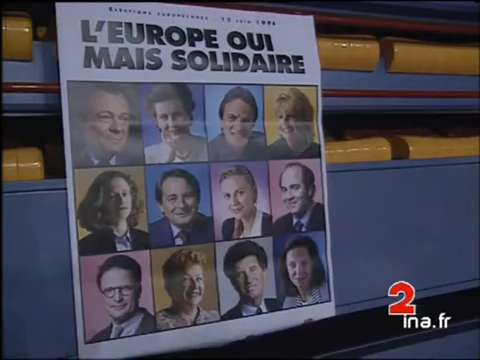 ÉLECTIONS EUROPÉENNES - 12 JUIN 1994
L'EUROPE OUI
MAIS SOLIDAIRE
2
ina.fr